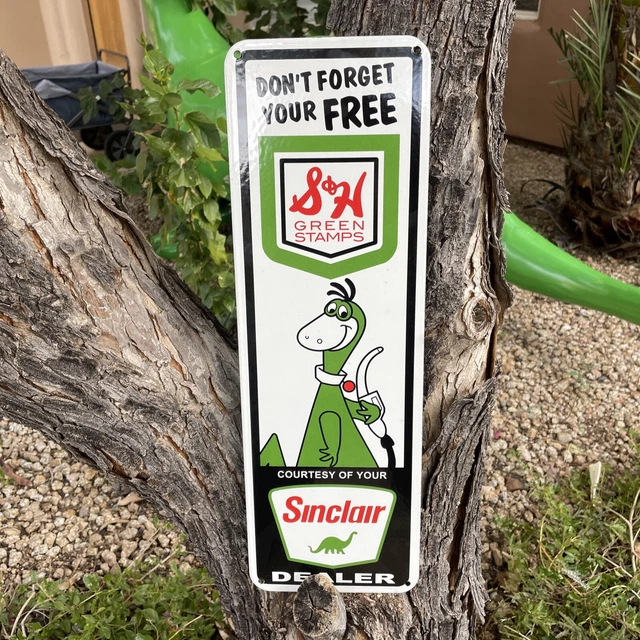 DON'T FORGET
YOUR FREE
S&H
GREEN
STAMPS
COURTESY OF YOUR
Sinclair
DEALER